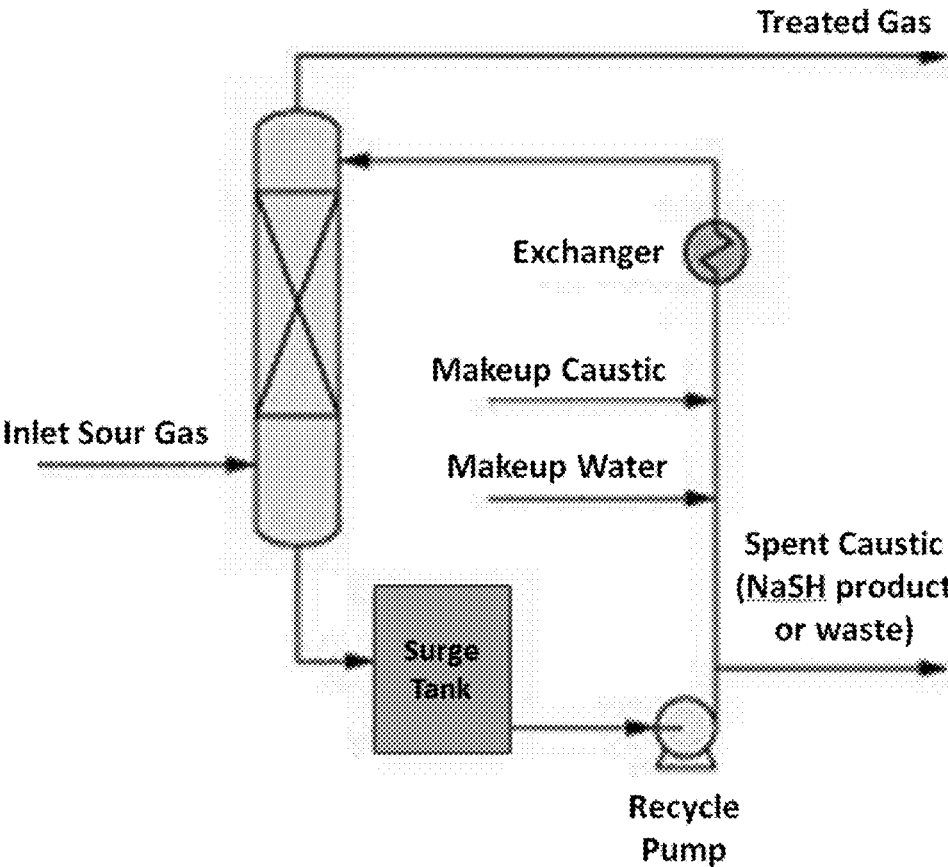 Treated Gas
Exchanger
Makeup Caustic
Inlet Sour Gas
Makeup Water
Spent Caustic
(NaSH product
or waste)
Surge
Tank
Recycle
Pump